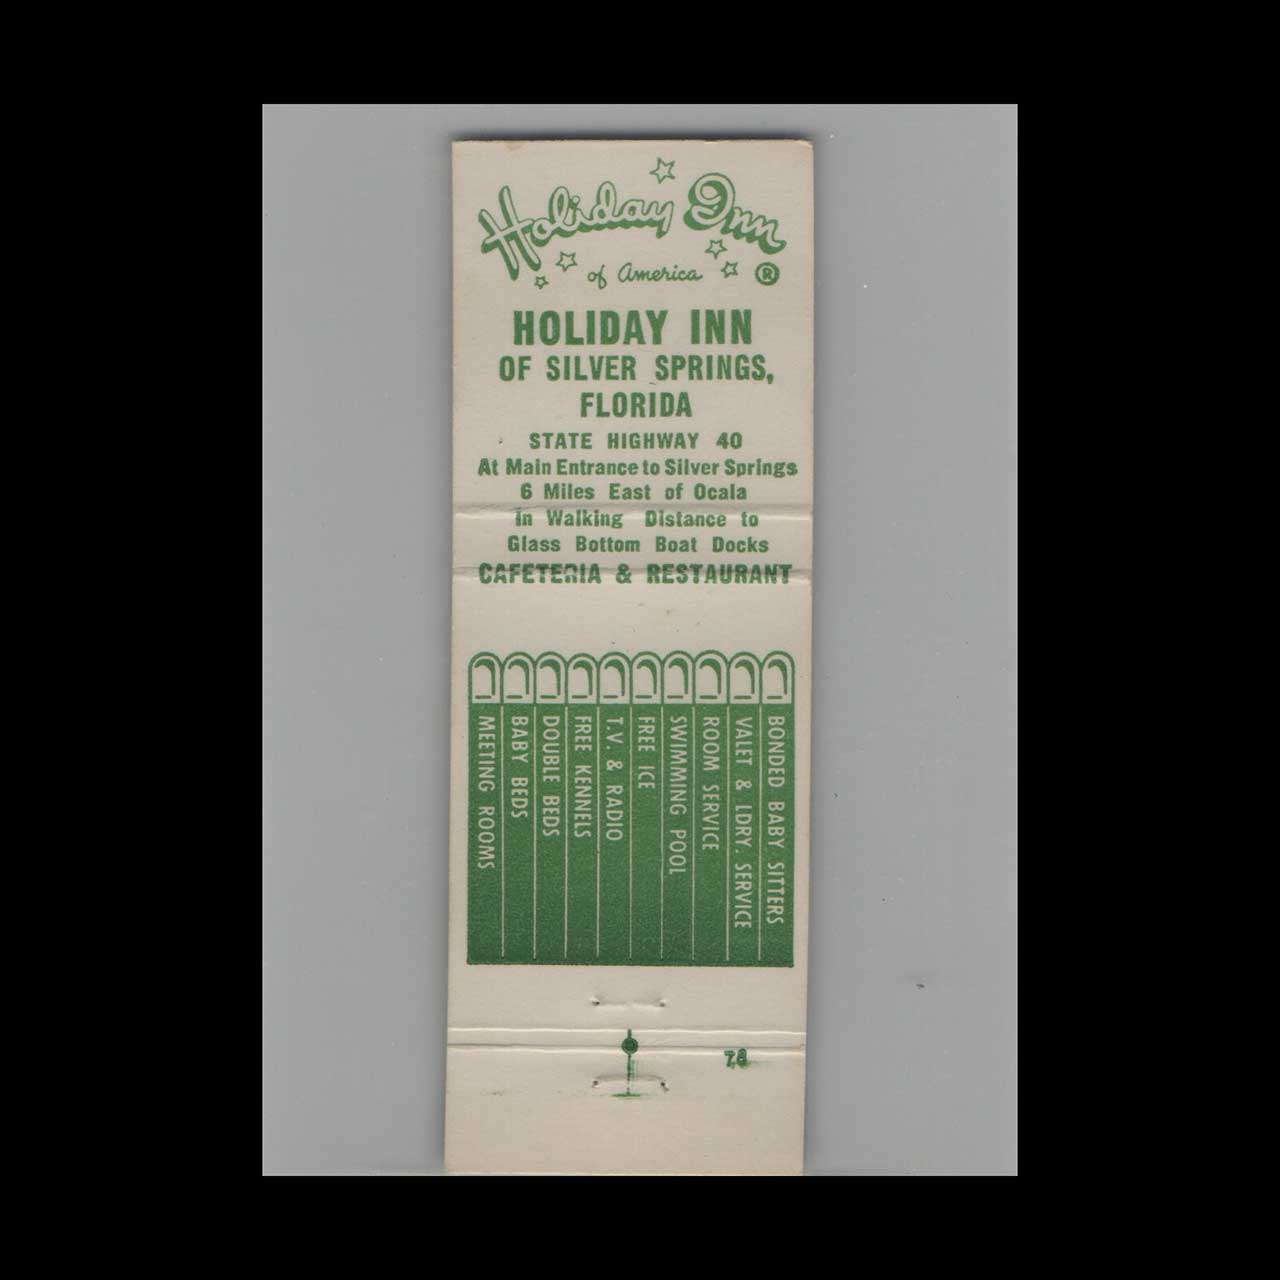 Holiday Inn
of America ®
HOLIDAY INN
OF SILVER SPRINGS,
FLORIDA
STATE HIGHWAY 40
At Main Entrance to Silver Springs
6 Miles East of Ocala
In Walking Distance to
Glass Bottom Boat Docks
CAFETERIA & RESTAURANT
BONDED BABY SITTERS
VALET & LDRY. SERVICE
ROOM SERVICE
SWIMMING POOL
FREE ICE
T.V. & RADIO
FREE KENNELS
DOUBLE BEDS
BABY BEDS
MEETING ROOMS